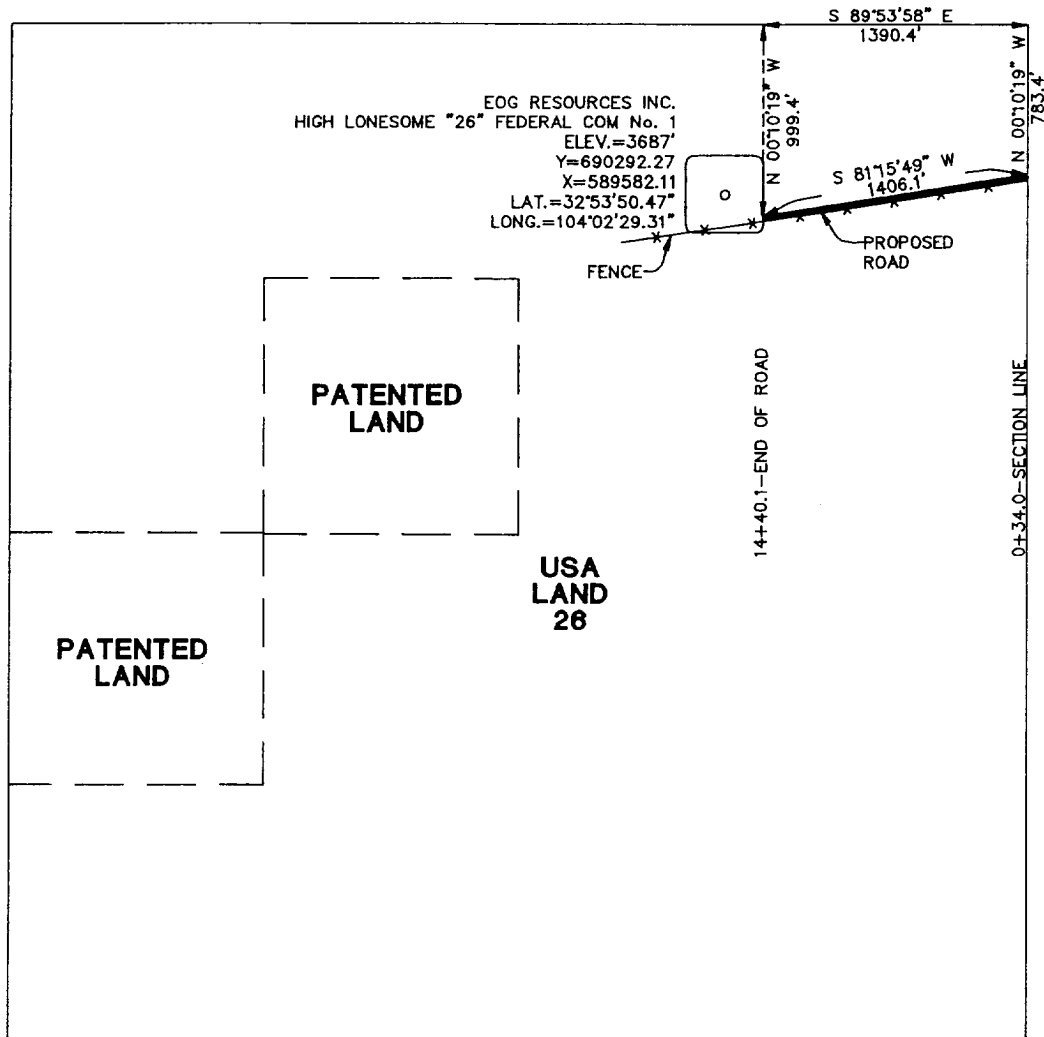 S 89°53'58" E
1390.4'
N 00°10'19" W
999.4'
N 00°10'19" W
783.4'
EOG RESOURCES INC.
HIGH LONESOME "26" FEDERAL COM No. 1
ELEV.=3687'
Y=690292.27
X=589582.11
LAT.=32°53'50.47"
LONG.=104°02'29.31"
S 81°15'49" W
1406.1'
PROPOSED
ROAD
FENCE
PATENTED
LAND
14+40.1-END OF ROAD
0+34.0-SECTION LINE
USA
LAND
26
PATENTED
LAND